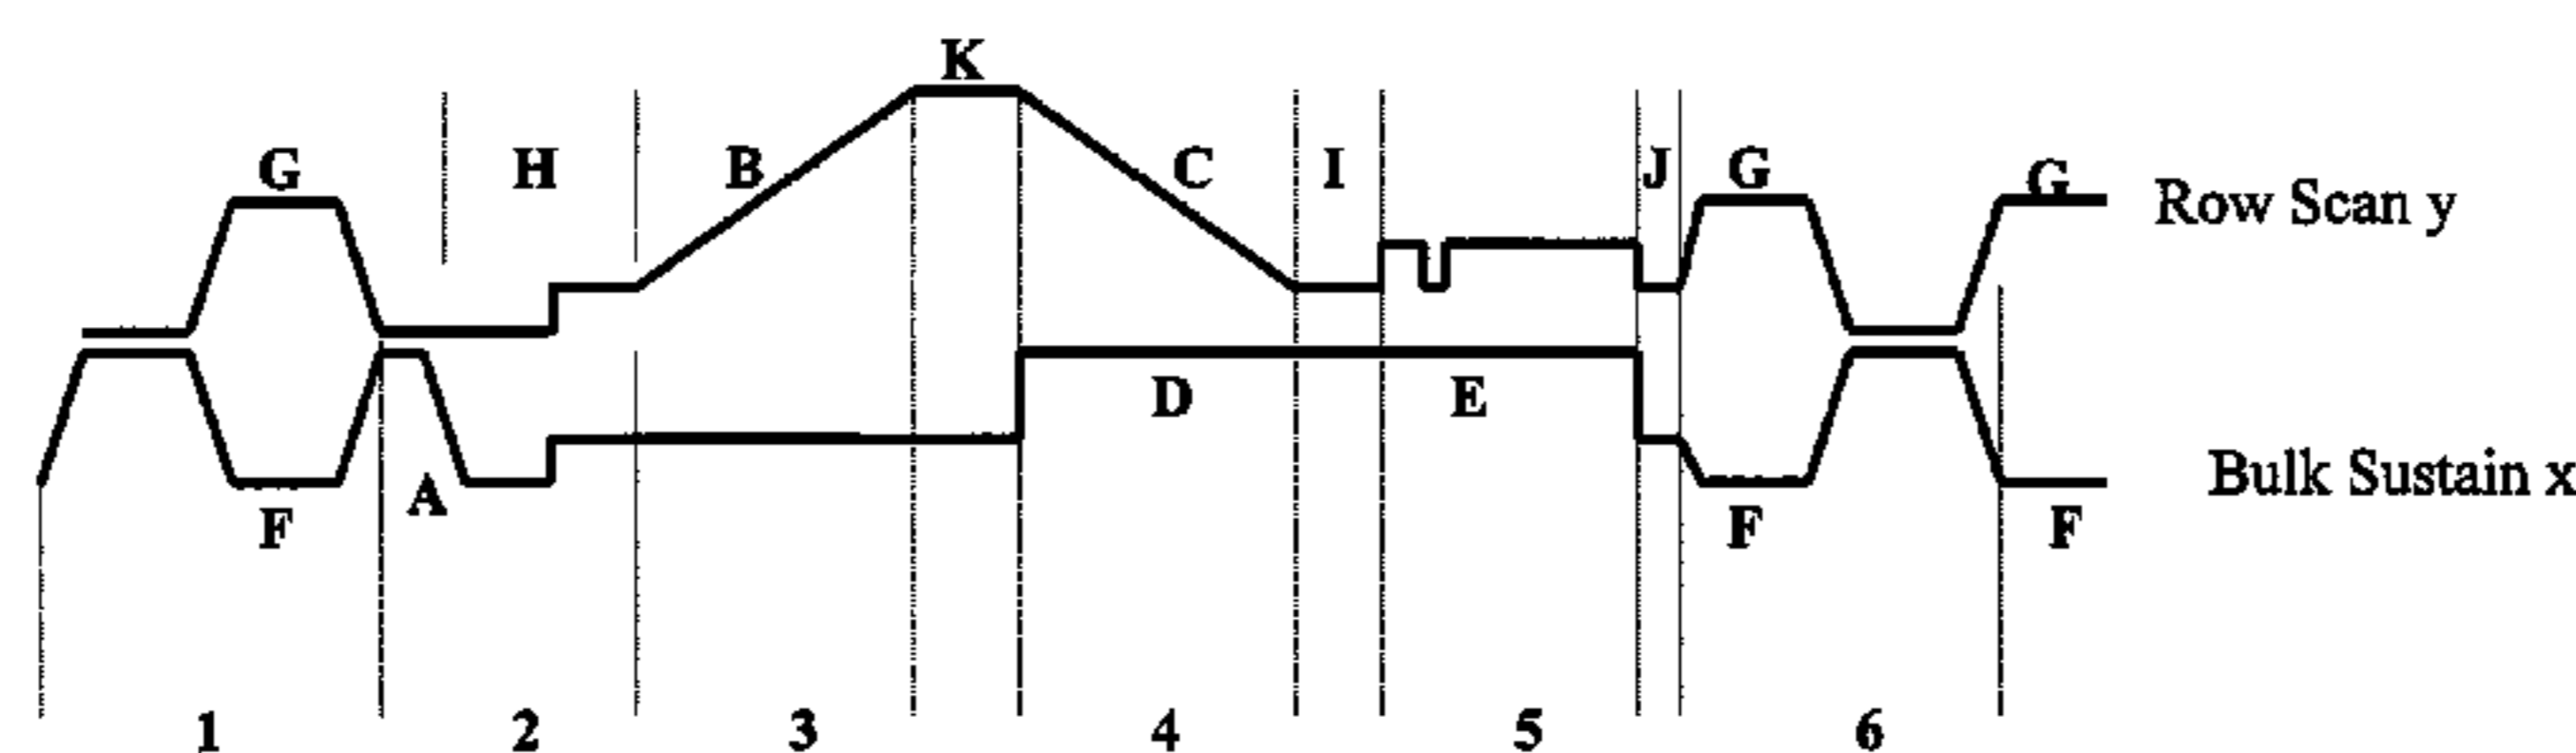 K
G H B C I J G G Row Scan y
D E
F A F F Bulk Sustain x
1 2 3 4 5 6